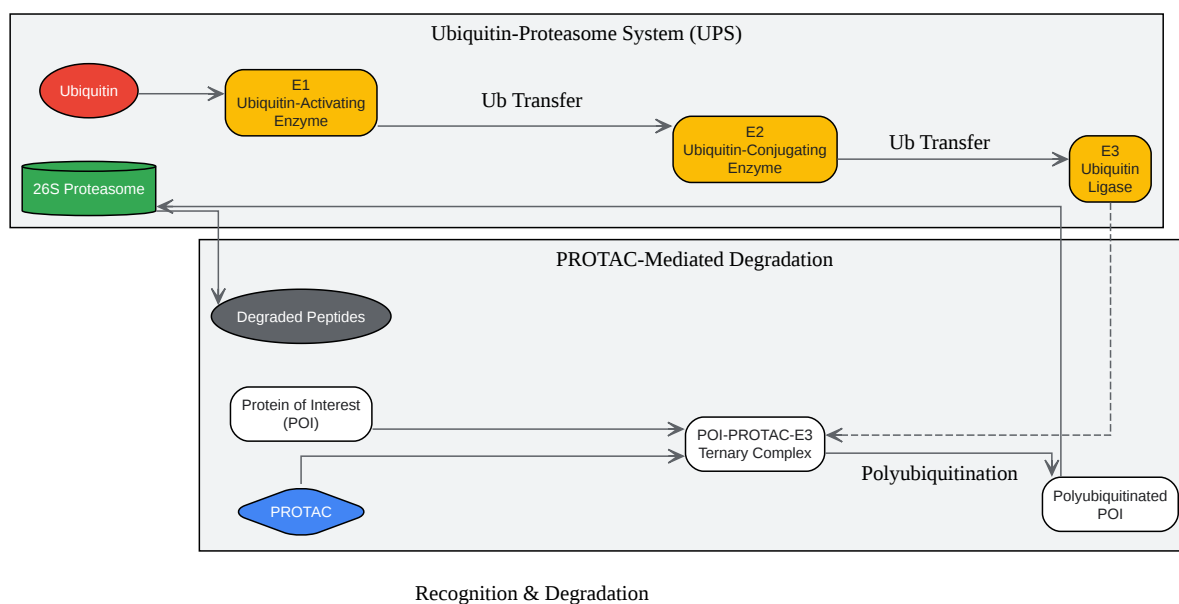 Ubiquitin-Proteasome System (UPS)
Ubiquitin
E1
Ubiquitin-Activating
Enzyme
Ub Transfer
E2
Ubiquitin-Conjugating
Enzyme
Ub Transfer
E3
Ubiquitin
Ligase
26S Proteasome
PROTAC-Mediated Degradation
Degraded Peptides
Protein of Interest
(POI)
POI-PROTAC-E3
Ternary Complex
Polyubiquitination
PROTAC
Polyubiquitinated
POI
Recognition & Degradation